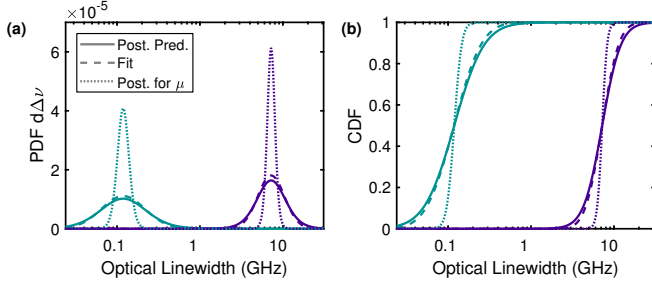 (a)
×10⁻⁵
PDF dΔν
6
4
2
0
Post. Pred.
Fit
Post. for μ
0.1
1
10
Optical Linewidth (GHz)
(b)
CDF
1
0.8
0.6
0.4
0.2
0
0.1
1
10
Optical Linewidth (GHz)